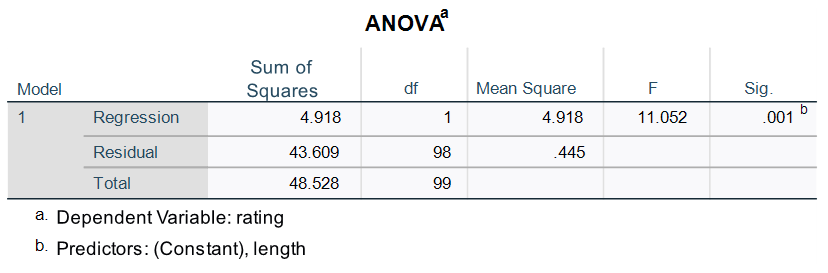 ANOVAa
Model Sum of Squares df Mean Square F Sig.
1 Regression 4.918 1 4.918 11.052 .001 b
Residual 43.609 98 .445
Total 48.528 99
a. Dependent Variable: rating
b. Predictors: (Constant), length